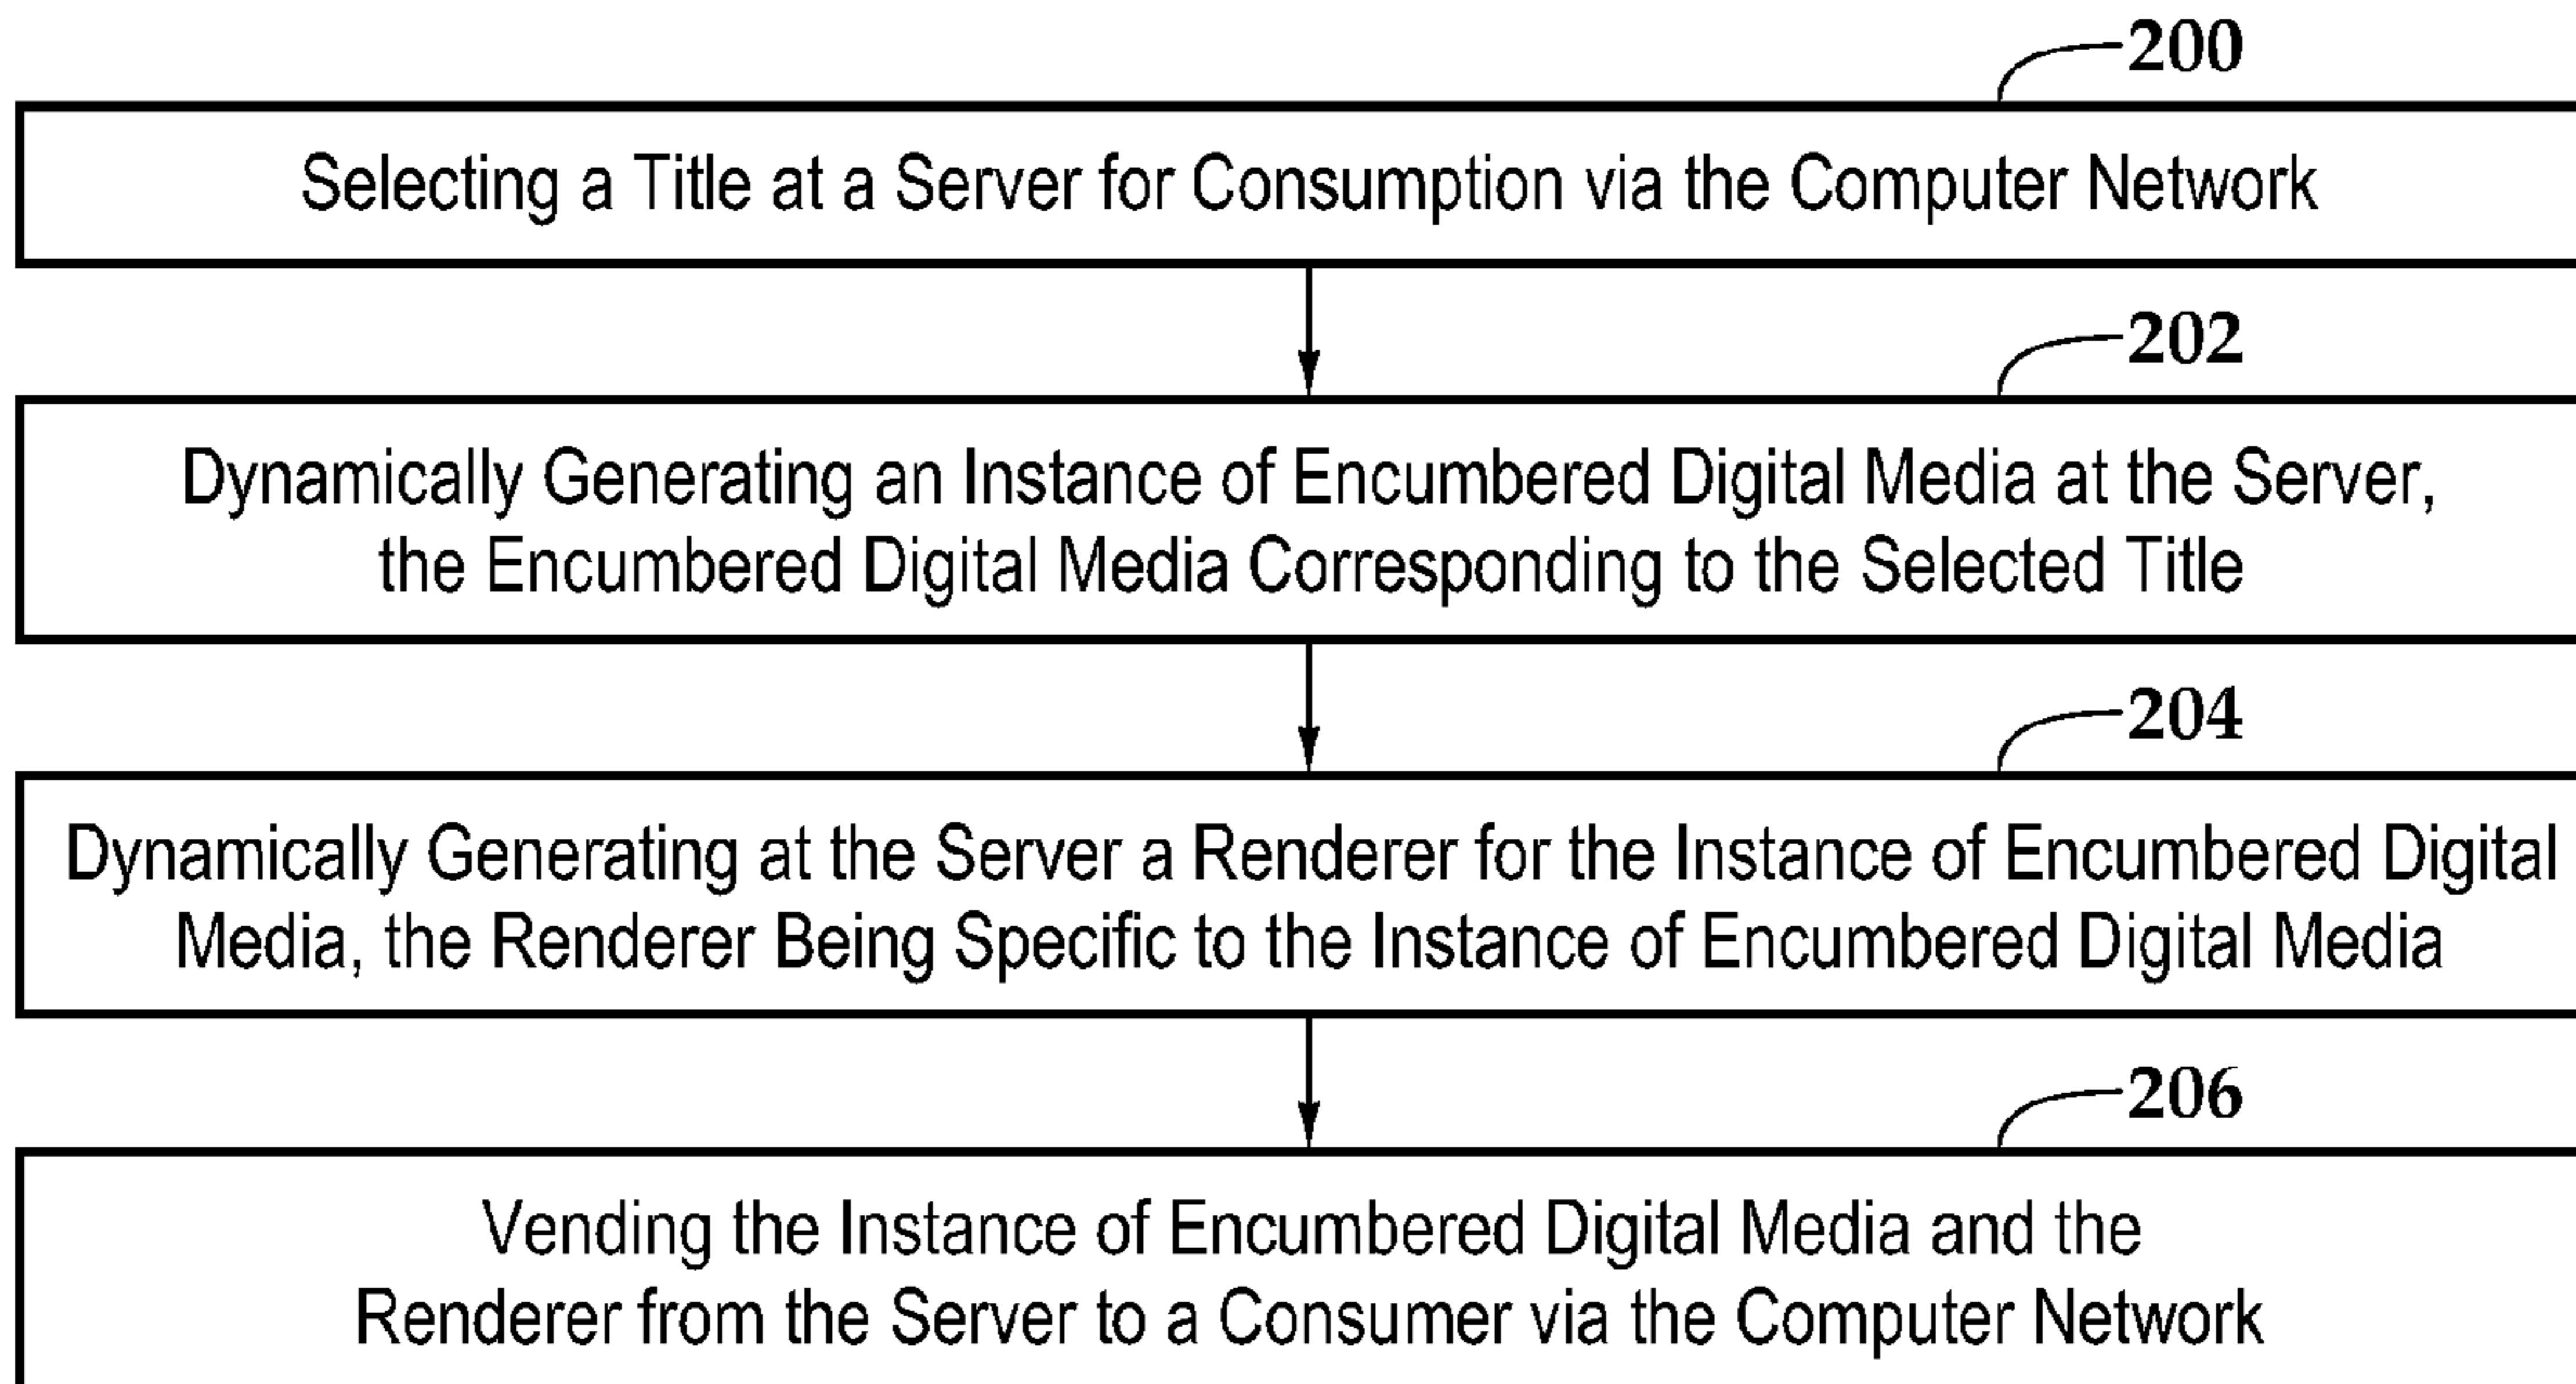 200
Selecting a Title at a Server for Consumption via the Computer Network
202
Dynamically Generating an Instance of Encumbered Digital Media at the Server,
the Encumbered Digital Media Corresponding to the Selected Title
204
Dynamically Generating at the Server a Renderer for the Instance of Encumbered Digital
Media, the Renderer Being Specific to the Instance of Encumbered Digital Media
206
Vending the Instance of Encumbered Digital Media and the
Renderer from the Server to a Consumer via the Computer Network